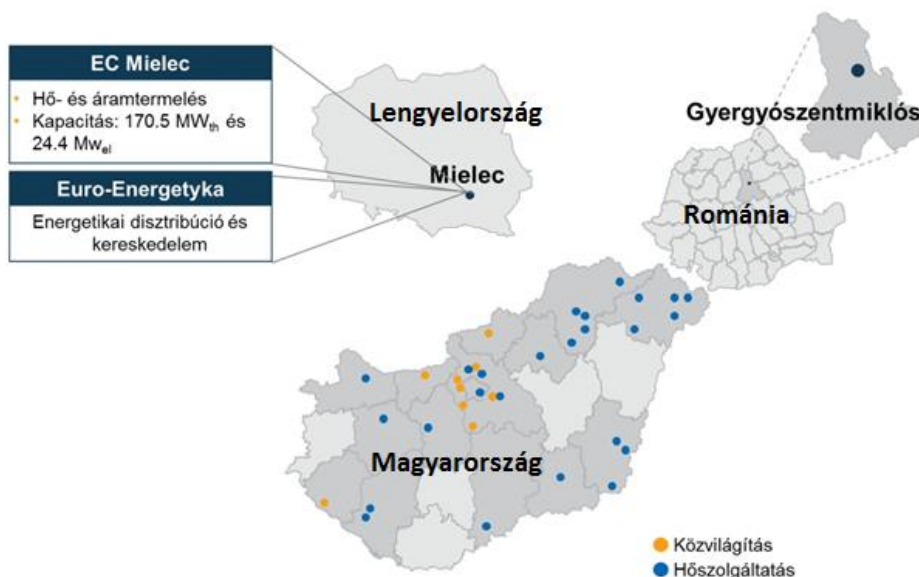 EC Mielec
• Hő- és áramtermelés
• Kapacitás: 170.5 MWth és
24.4 Mwel
Euro-Energetyka
Energetikai disztribúció és
kereskedelem
Lengyelország
Mielec
Gyergyószentmiklós
Románia
Magyarország
Közvilágítás
Hőszolgáltatás